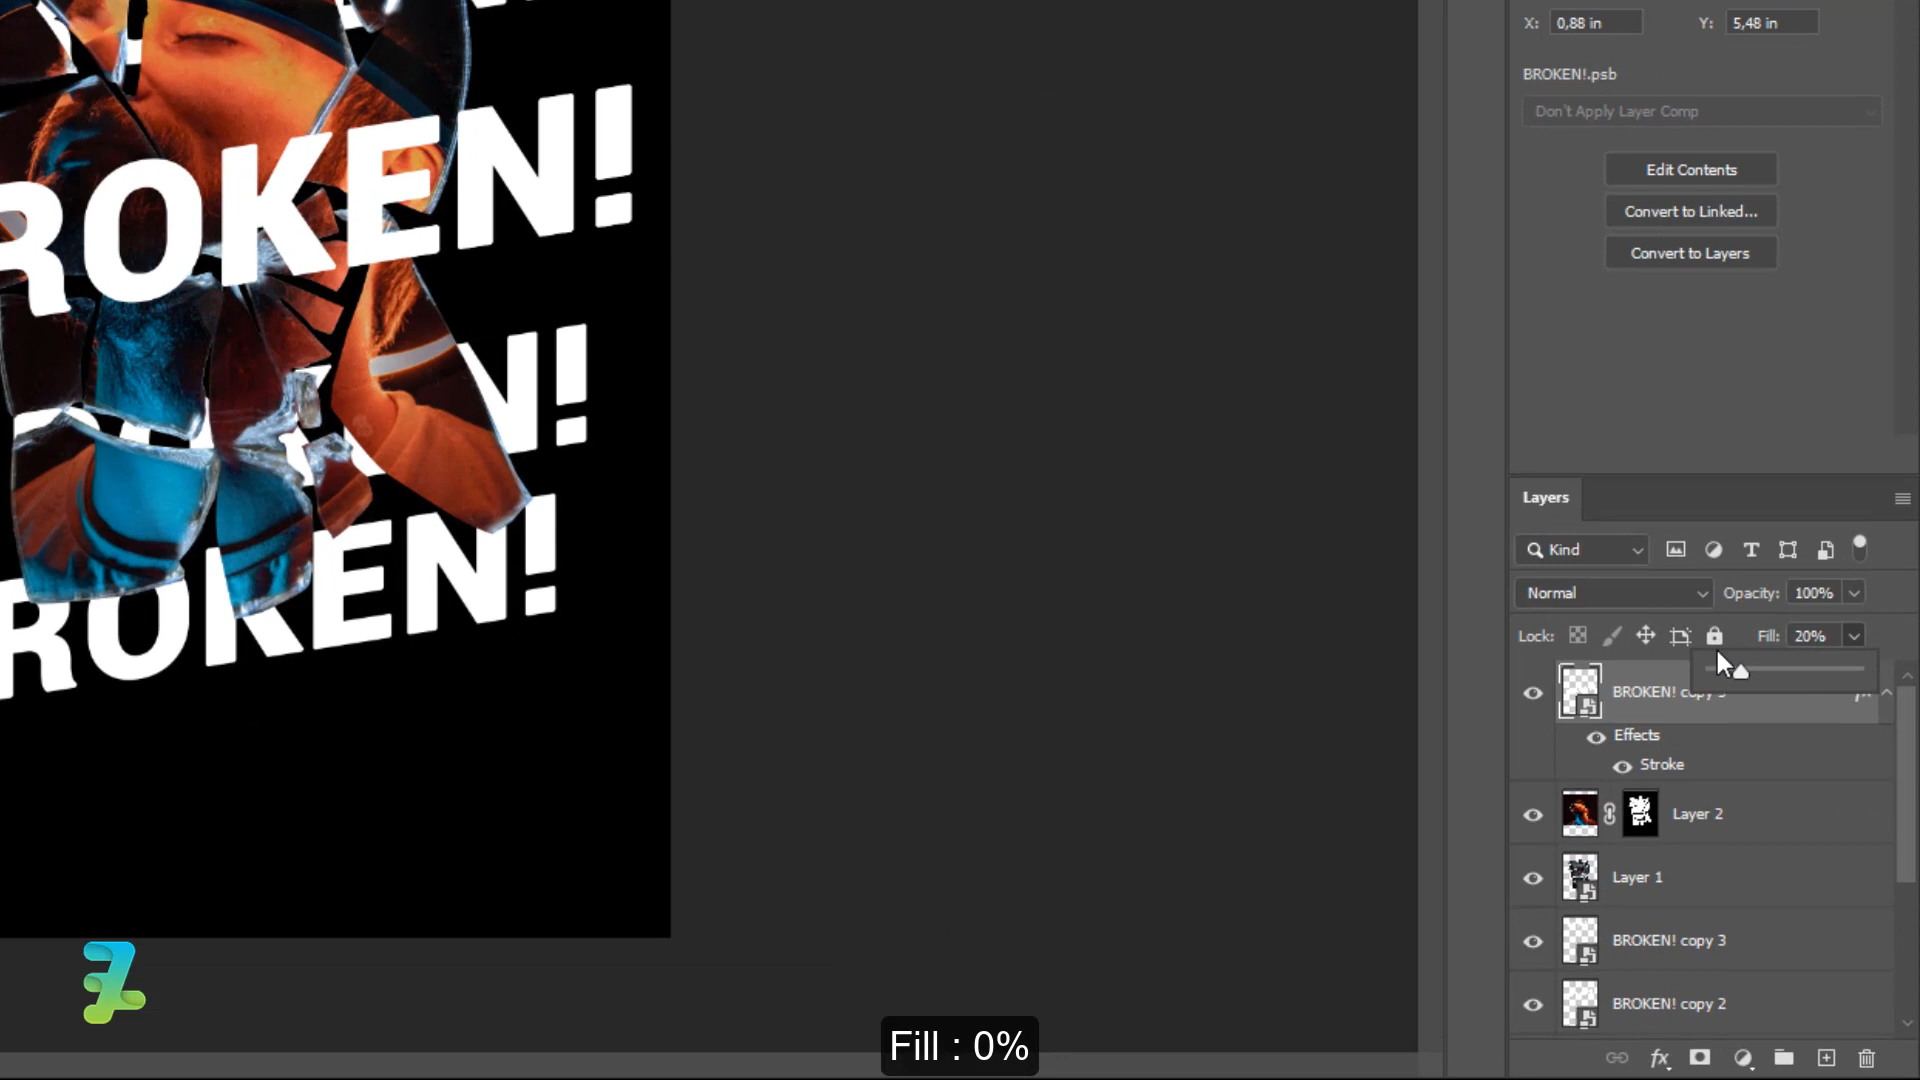 X: 0,88 in Y: 5,48 in
BROKEN!.psb
Don't Apply Layer Comp
Edit Contents
Convert to Linked...
Convert to Layers
ROKEN!
N!
ROKEN!
Layers
Kind
Normal Opacity: 100%
Lock: Fill: 20%
BROKEN!
Effects
Stroke
Layer 2
Layer 1
BROKEN! copy 3
BROKEN! copy 2
fx
Fill : 0%